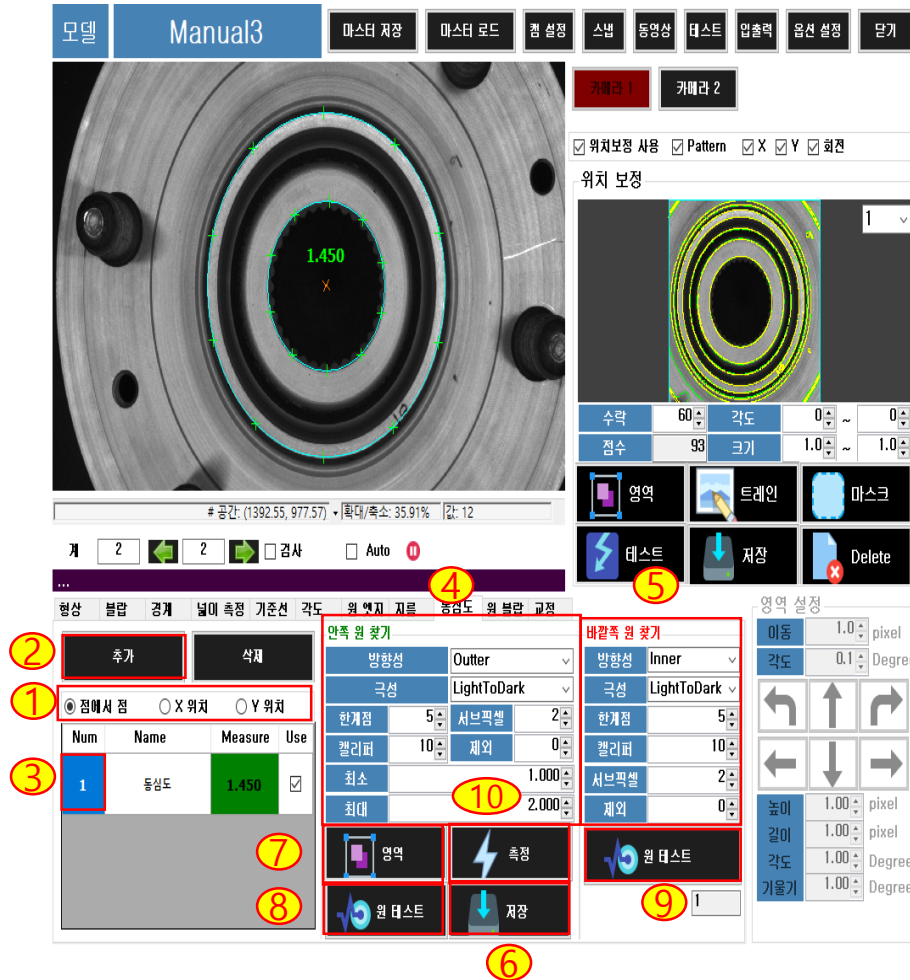 모델 Manual3 마스터 저장 마스터 로드 캠 설정 스냅 동영상 테스트 입출력 옵션 설정 닫기
카메라 1 카메라 2
위치보정 사용 Pattern X Y 회전
위치 보정
1
1.450
수락 60 각도 0 ~ 0
점수 93 크기 1.0 ~ 1.0
영역 트레인 마스크
테스트 저장 Delete
# 공간: (1392.55, 977.57) 확대/축소: 35.91% 값: 12
계 2 2 검사 Auto
...
④ ⑤
형상 블랍 경계 넓이 측정 기준선 각도 원 엣지 지름 동심도 원 블랍 교정
② 추가 삭제
① 점에서 점 X 위치 Y 위치
Num Name Measure Use
③ 1 동심도 1.450
안쪽 원 찾기
방향성 Outter
극성 LightToDark
한계점 5 서브픽셀 2
캘리퍼 10 제외 0
최소 1.000
최대 2.000
⑩
⑦ 영역 측정
⑧ 원 테스트 저장
⑥
바깥쪽 원 찾기
방향성 Inner
극성 LightToDark
한계점 5
캘리퍼 10
서브픽셀 2
제외 0
원 테스트
⑨ 1
영역 설정
이동 1.0 pixel
각도 0.1 Degree
높이 1.00 pixel
길이 1.00 pixel
각도 1.00 Degree
기울기 1.00 Degree